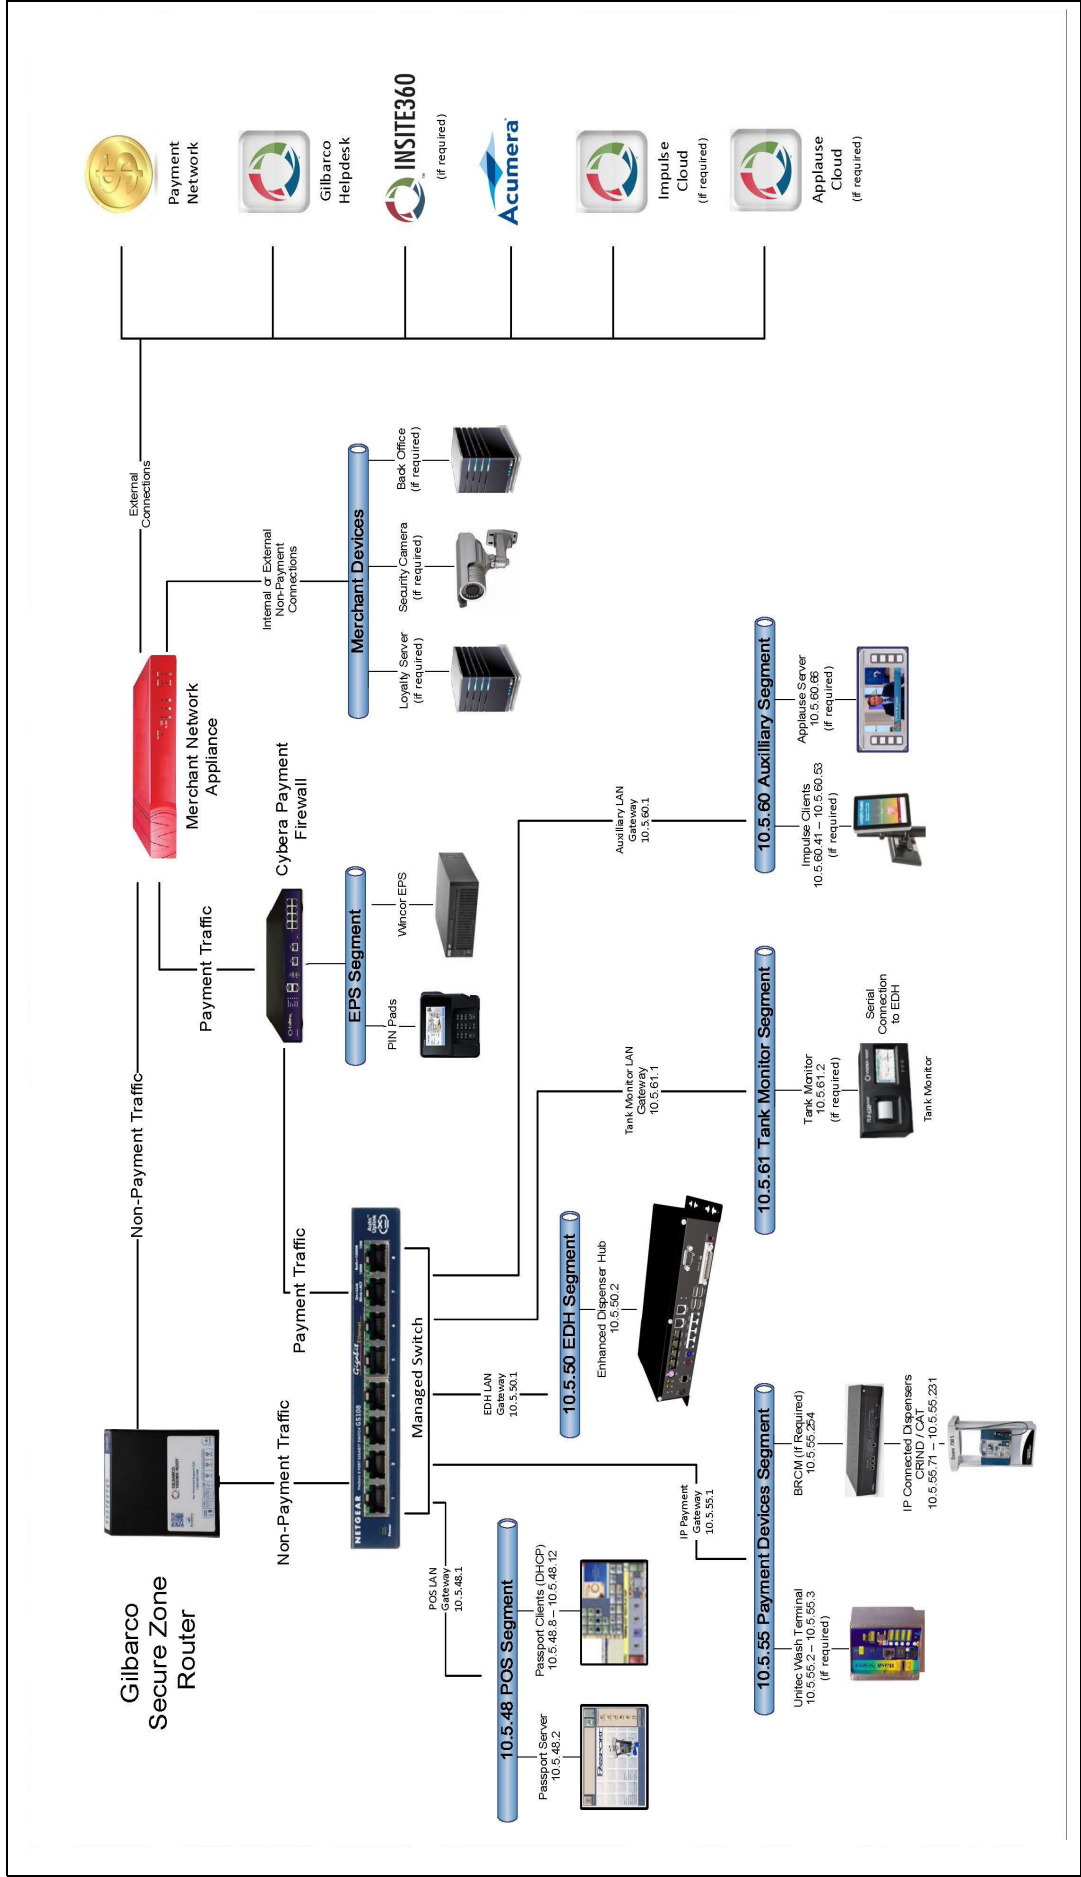 Gilbarco
Secure Zone
Router
Non-Payment Traffic
Merchant Network
Appliance
External
Connections
Payment
Network
Gilbarco
Helpdesk
INSITE360
(if required)
Acumera
Impulse
Cloud
(if required)
Applause
Cloud
(if required)
Internal or External
Non-Payment
Connections
Merchant Devices
Loyalty Server
(if required)
Security Camera
(if required)
Back Office
(if required)
Payment Traffic
Cybera Payment
Firewall
EPS Segment
PIN Pads
Wincor EPS
Payment Traffic
Non-Payment Traffic
NETGEAR
GS108
Gigabit
Auto
Uplink
Managed Switch
POS LAN
Gateway
10.5.48.1
10.5.48 POS Segment
Passport Server
10.5.48.2
Passport Clients (DHCP)
10.5.48.8 – 10.5.48.12
EDH LAN
Gateway
10.5.50.1
10.5.50 EDH Segment
Enhanced Dispenser Hub
10.5.50.2
IP Payment
Gateway
10.5.55.1
10.5.55 Payment Devices Segment
Unitec Wash Terminal
10.5.55.2 – 10.5.55.3
(if required)
BRCM (If Required)
10.5.55.254
IP Connected Dispensers
CRIND / CAT
10.5.55.71 – 10.5.55.231
Tank Monitor LAN
Gateway
10.5.61.1
10.5.61 Tank Monitor Segment
Tank Monitor
10.5.61.2
(if required)
Serial
Connection
to EDH
Tank Monitor
Auxilliary LAN
Gateway
10.5.60.1
10.5.60 Auxilliary Segment
Impulse Clients
10.5.60.41 – 10.5.60.53
(if required)
Applause Server
10.5.60.66
(if required)